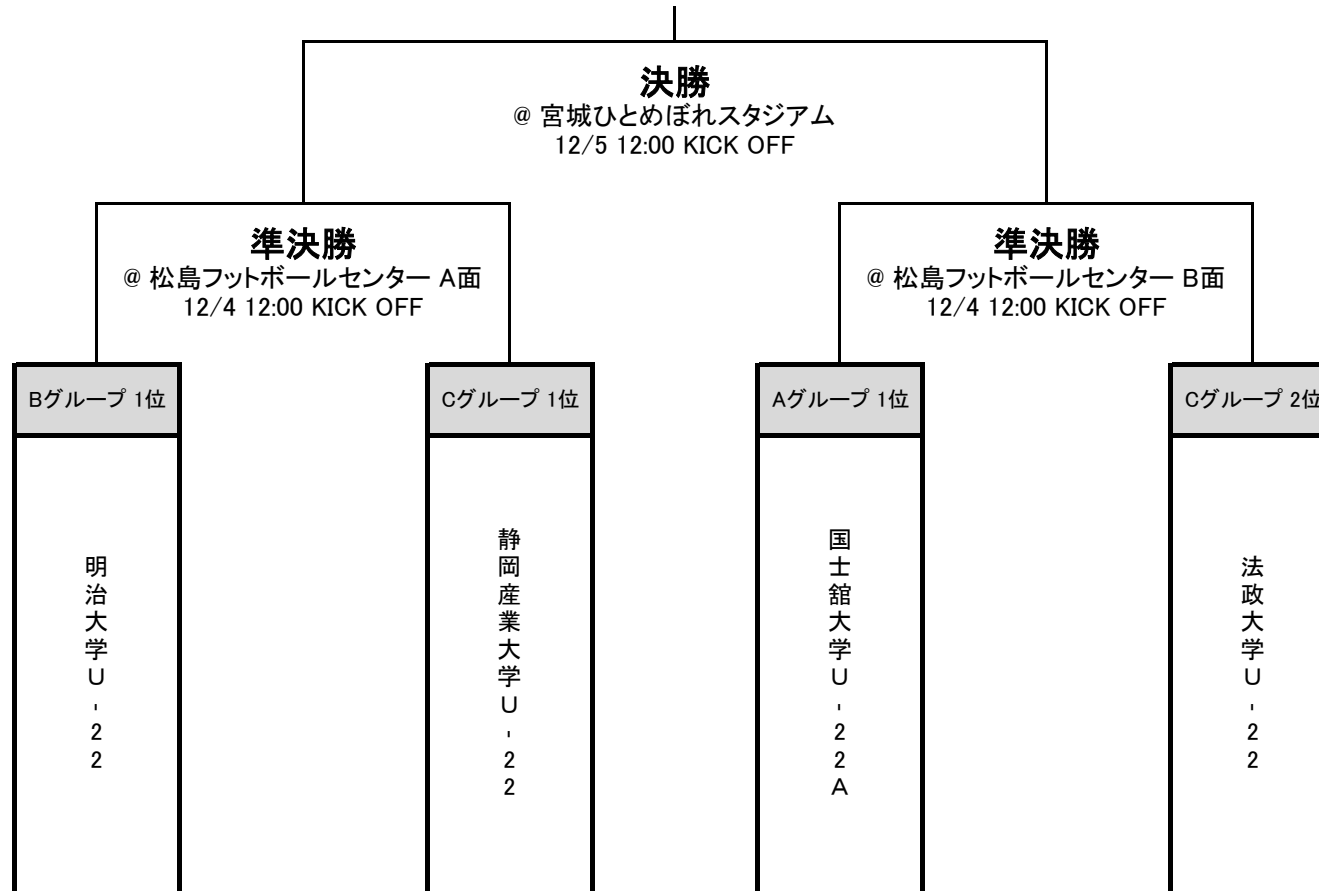 決勝
@ 宮城ひとめぼれスタジアム
12/5 12:00 KICK OFF
準決勝
@ 松島フットボールセンター A面
12/4 12:00 KICK OFF
準決勝
@ 松島フットボールセンター B面
12/4 12:00 KICK OFF
Bグループ 1位
Cグループ 1位
Aグループ 1位
Cグループ 2位
明治大学U-22
静岡産業大学U-22
国士舘大学U-22A
法政大学U-22